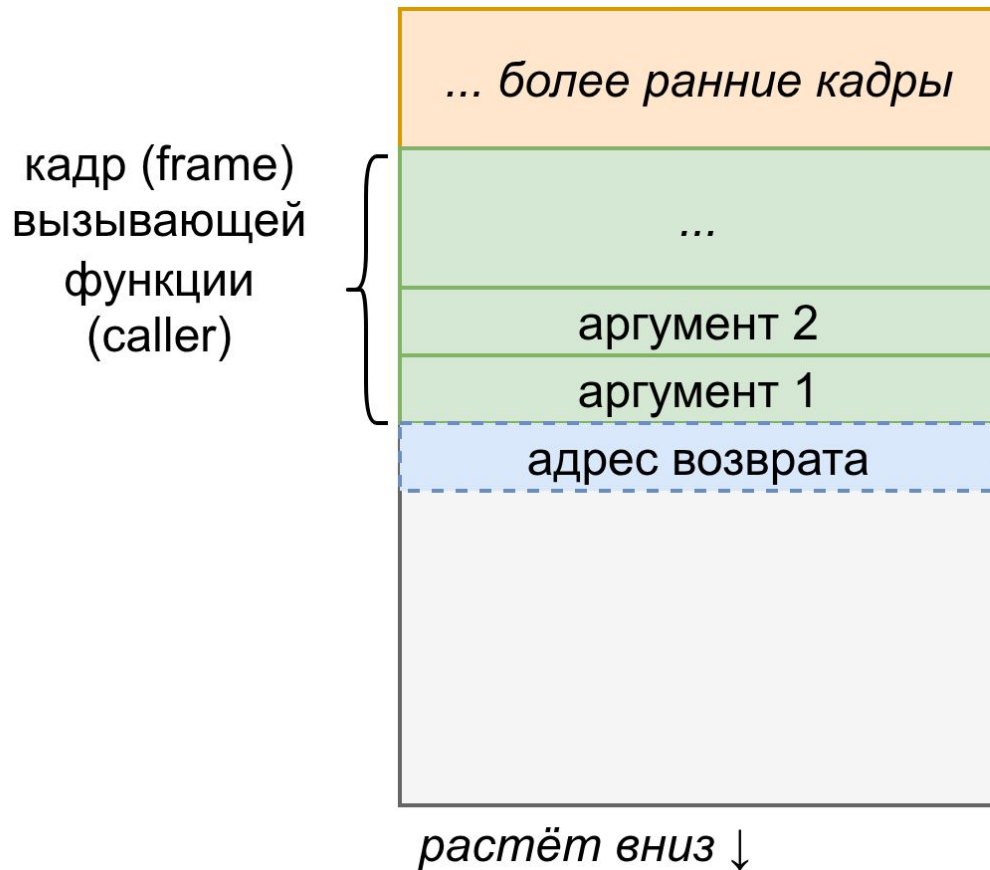 ... более ранние кадры
кадр (frame)
вызывающей
функции
(caller)
...
аргумент 2
аргумент 1
адрес возврата
растёт вниз ↓